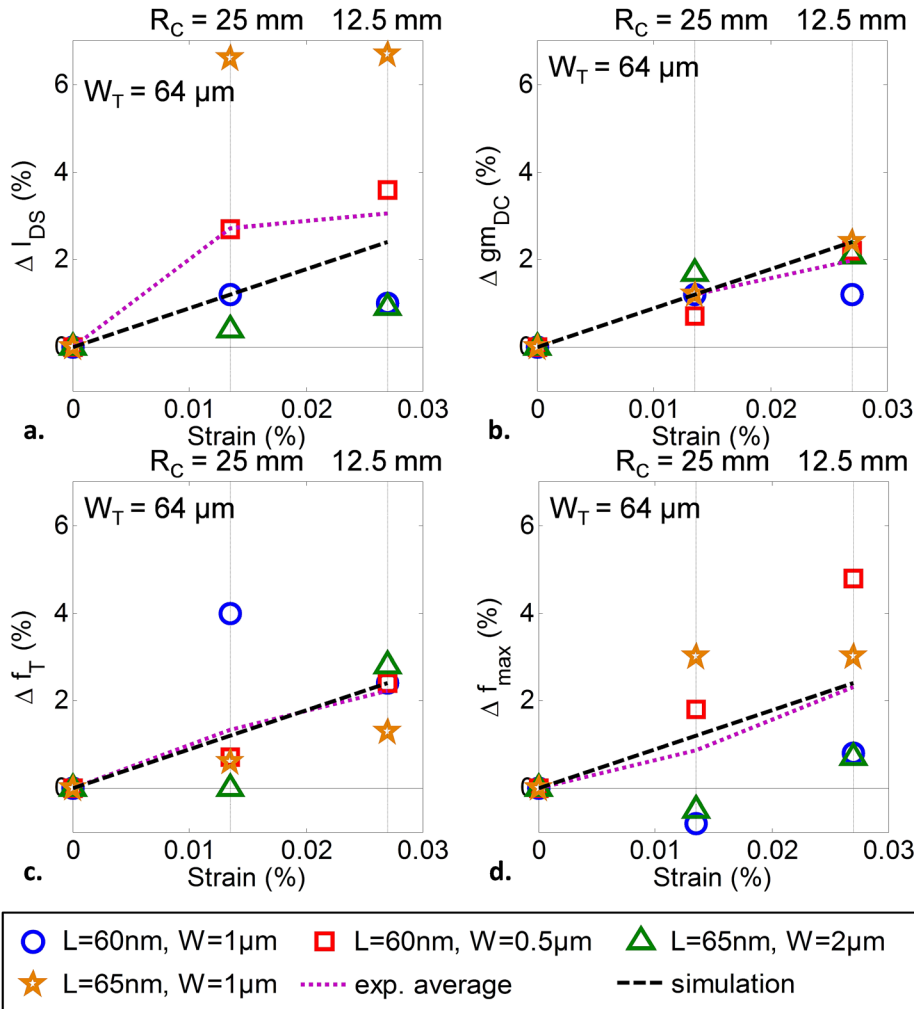 R_C = 25 mm 12.5 mm
W_T = 64 µm
Δ I_DS (%)
6
4
2
0
0 0.01 0.02 0.03
a. Strain (%)
R_C = 25 mm 12.5 mm
W_T = 64 µm
Δ gm_DC (%)
6
4
2
0
0 0.01 0.02 0.03
b. Strain (%)
R_C = 25 mm 12.5 mm
W_T = 64 µm
Δ f_T (%)
6
4
2
0
0 0.01 0.02 0.03
c. Strain (%)
R_C = 25 mm 12.5 mm
W_T = 64 µm
Δ f_max (%)
6
4
2
0
0 0.01 0.02 0.03
d. Strain (%)
L=60nm, W=1µm L=60nm, W=0.5µm L=65nm, W=2µm
L=65nm, W=1µm exp. average simulation